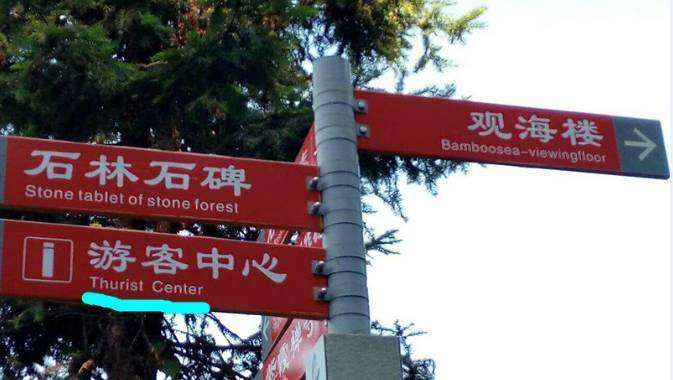 观海楼
Bamboosea-viewingfloor
石林石碑
Stone tablet of stone forest
i 游客中心
Thurist Center